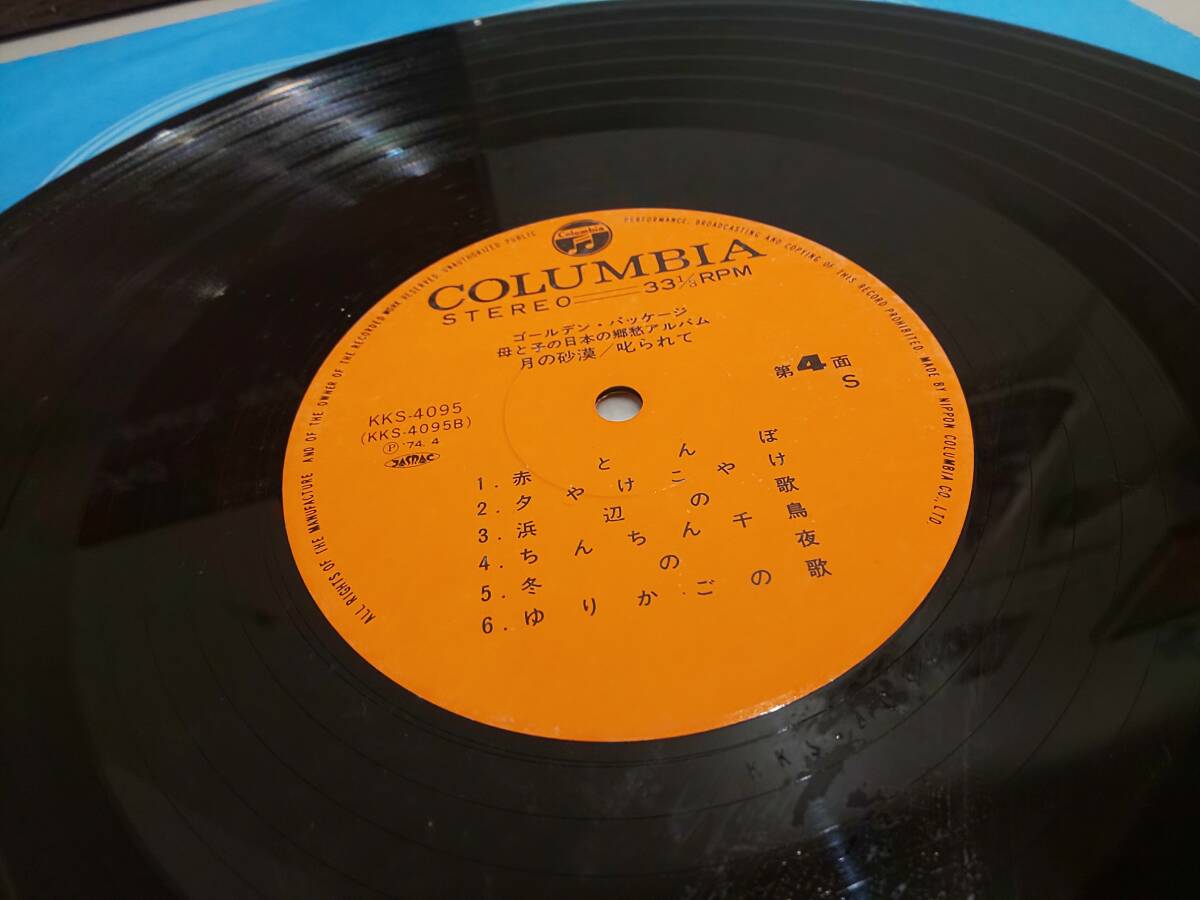 Columbia
COLUMBIA
STEREO 33 1/3 RPM
ゴールデン・パッケージ
母と子の日本の郷愁アルバム
月の砂漠/叱られて
第4面
S
KKS-4095
(KKS-4095B)
Ⓟ '74. 4
JASRAC
1. 赤とんぼ
2. 夕やけこやけ
3. 浜辺の歌
4. ちんちん千鳥
5. 冬の夜
6. ゆりかごの歌
ALL RIGHTS OF THE MANUFACTURE AND OF THE OWNER OF THE RECORDED WORK RESERVED. UNAUTHORIZED PUBLIC PERFORMANCE, BROADCASTING AND COPYING OF THIS RECORD PROHIBITED. MADE BY NIPPON COLUMBIA CO., LTD.